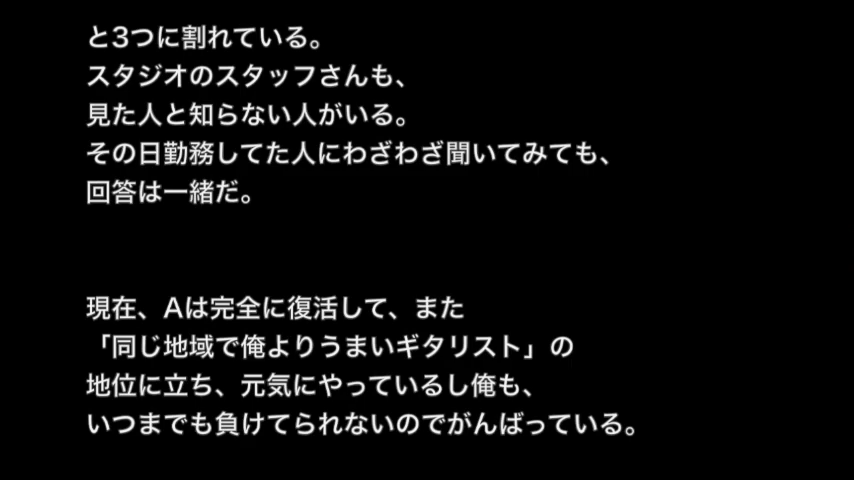 と3つに割れている。
スタジオのスタッフさんも、
見た人と知らない人がいる。
その日勤務してた人にわざわざ聞いてみても、
回答は一緒だ。
現在、Aは完全に復活して、また
「同じ地域で俺よりうまいギタリスト」の
地位に立ち、元気にやっているし俺も、
いつまでも負けてられないのでがんばっている。